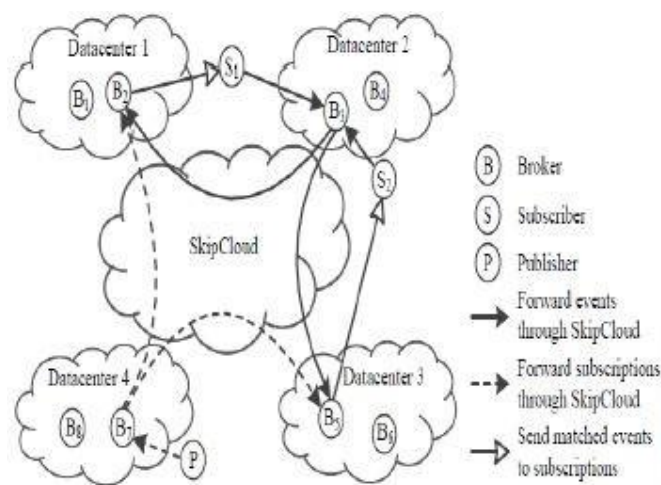 Datacenter 1
B1
B2
S1
Datacenter 2
B3
B4
S2
SkipCloud
Datacenter 4
B8
B7
P
Datacenter 3
B5
B6
B Broker
S Subscriber
P Publisher
Forward events
through SkipCloud
Forward subscriptions
through SkipCloud
Send matched events
to subscriptions